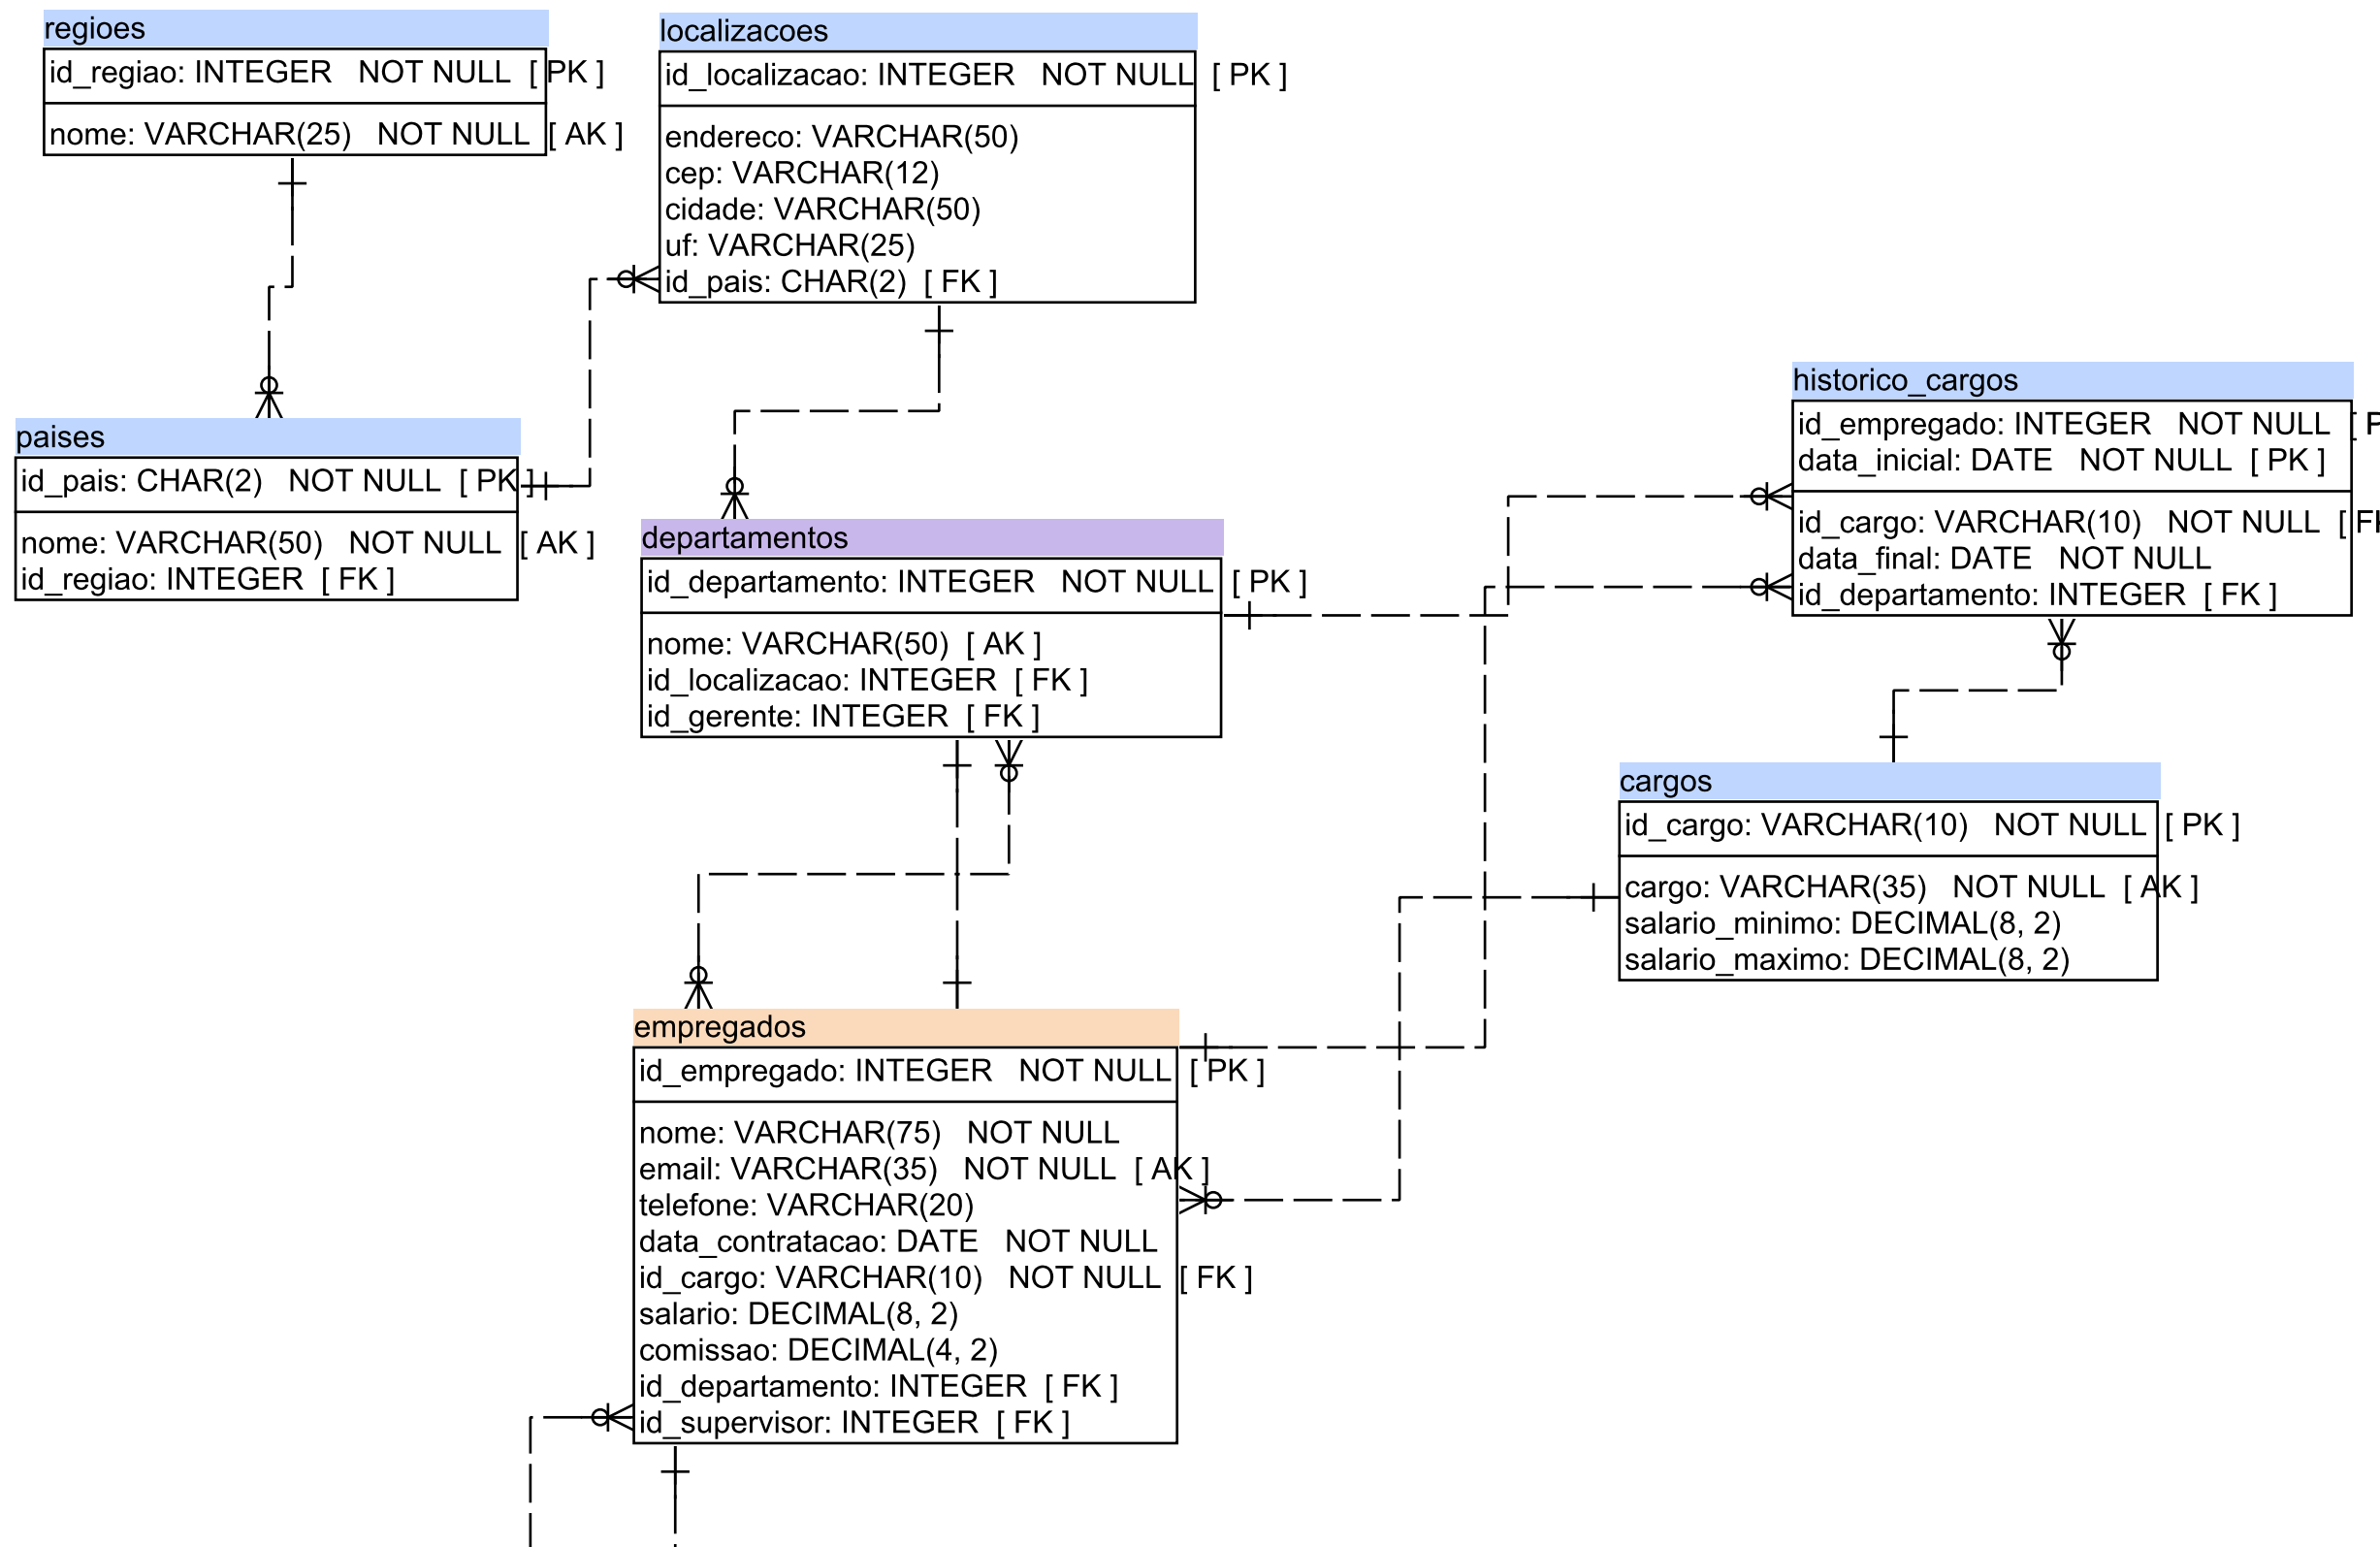 regioes
id_regiao: INTEGER NOT NULL [ PK ]
nome: VARCHAR(25) NOT NULL [ AK ]
localizacoes
id_localizacao: INTEGER NOT NULL [ PK ]
endereco: VARCHAR(50)
cep: VARCHAR(12)
cidade: VARCHAR(50)
uf: VARCHAR(25)
id_pais: CHAR(2) [ FK ]
paises
id_pais: CHAR(2) NOT NULL [ PK ]
nome: VARCHAR(50) NOT NULL [ AK ]
id_regiao: INTEGER [ FK ]
departamentos
id_departamento: INTEGER NOT NULL [ PK ]
nome: VARCHAR(50) [ AK ]
id_localizacao: INTEGER [ FK ]
id_gerente: INTEGER [ FK ]
historico_cargos
id_empregado: INTEGER NOT NULL [
data_inicial: DATE NOT NULL [ PK ]
id_cargo: VARCHAR(10) NOT NULL [
data_final: DATE NOT NULL
id_departamento: INTEGER [ FK ]
cargos
id_cargo: VARCHAR(10) NOT NULL [ PK ]
cargo: VARCHAR(35) NOT NULL [ AK ]
salario_minimo: DECIMAL(8, 2)
salario_maximo: DECIMAL(8, 2)
empregados
id_empregado: INTEGER NOT NULL [ PK ]
nome: VARCHAR(75) NOT NULL
email: VARCHAR(35) NOT NULL [ AK ]
telefone: VARCHAR(20)
data_contratacao: DATE NOT NULL
id_cargo: VARCHAR(10) NOT NULL [ FK ]
salario: DECIMAL(8, 2)
comissao: DECIMAL(4, 2)
id_departamento: INTEGER [ FK ]
id_supervisor: INTEGER [ FK ]